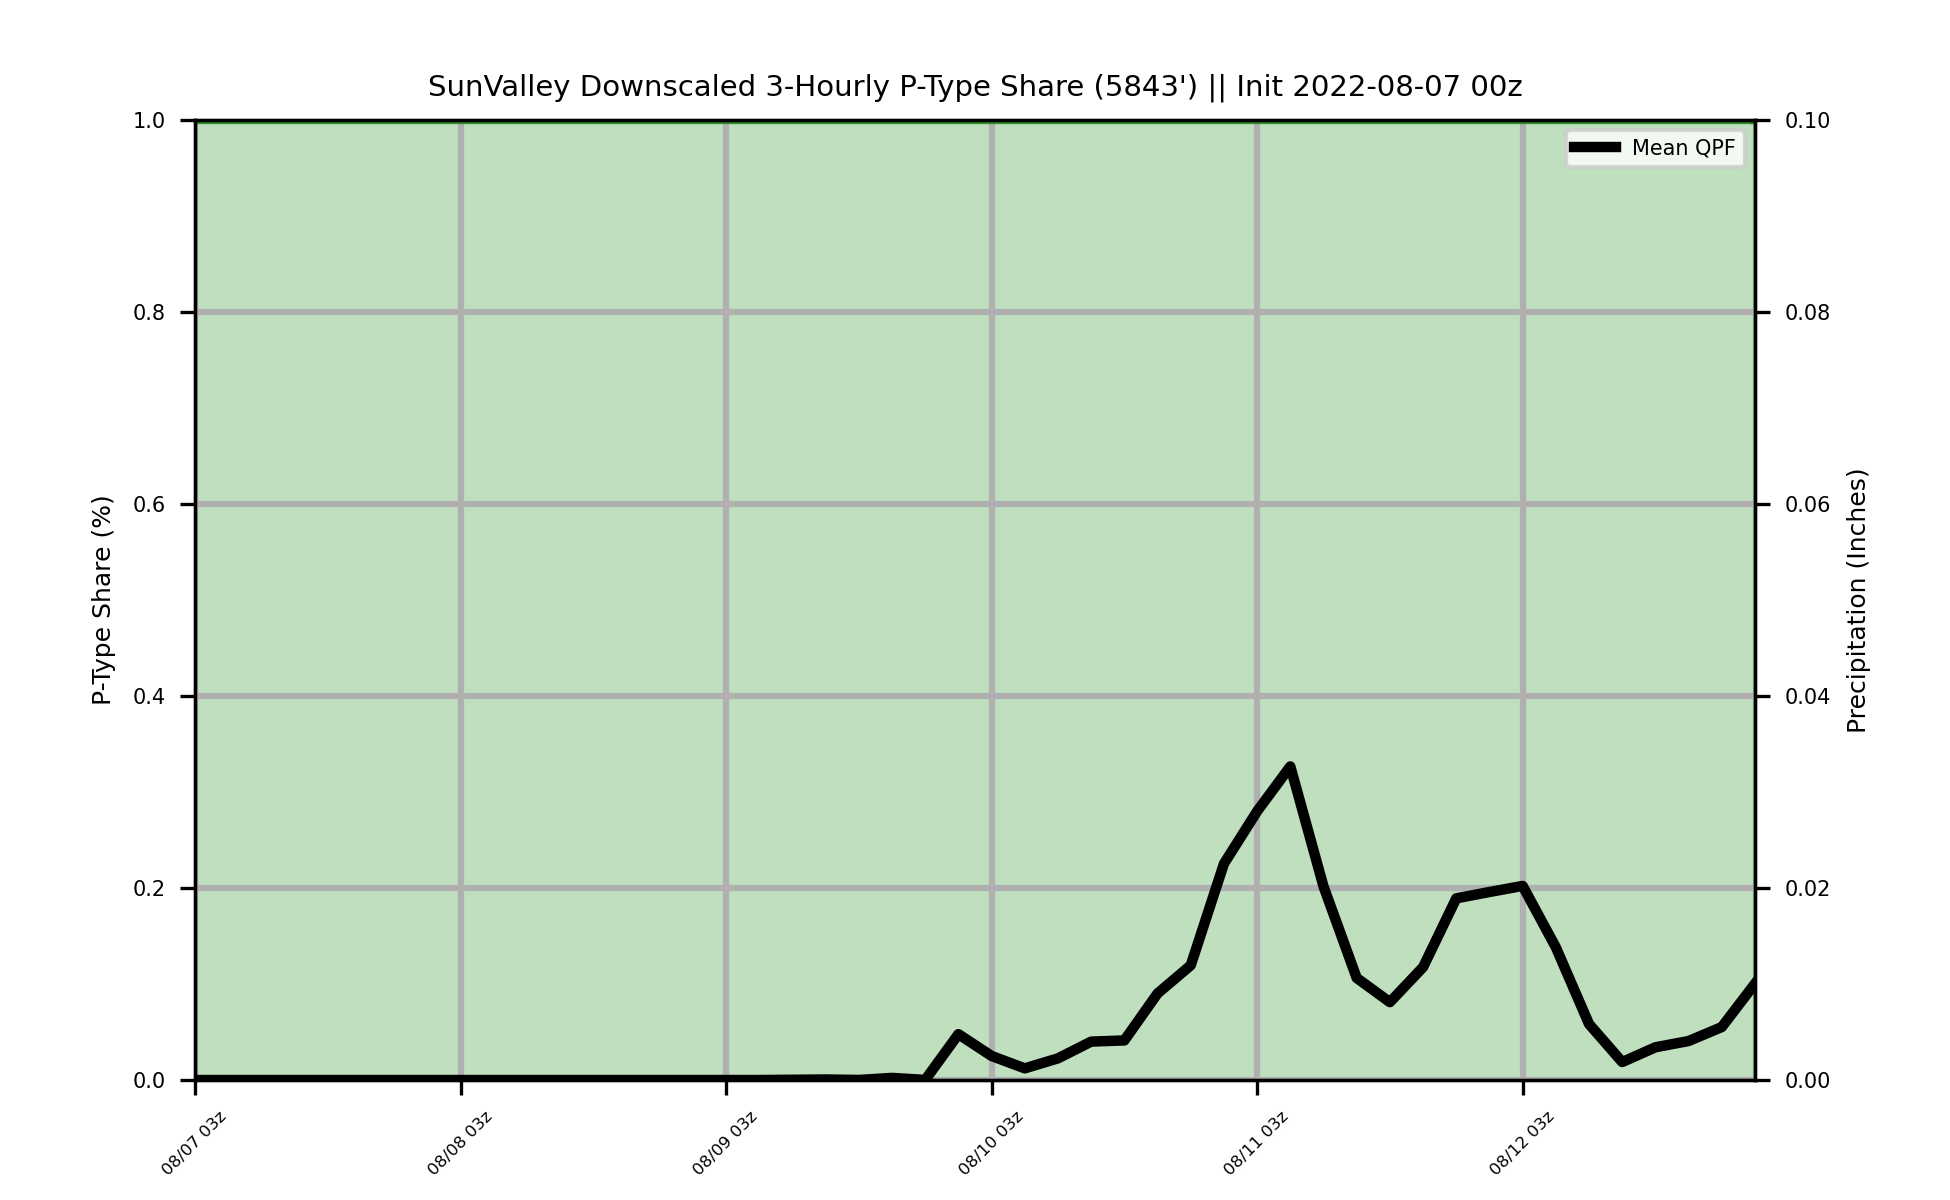 SunValley Downscaled 3-Hourly P-Type Share (5843') || Init 2022-08-07 00z
Mean QPF
P-Type Share (%)
1.0
0.8
0.6
0.4
0.2
0.0
0.10
0.08
0.06
0.04
0.02
0.00
Precipitation (Inches)
08/07 03z
08/08 03z
08/09 03z
08/10 03z
08/11 03z
08/12 03z